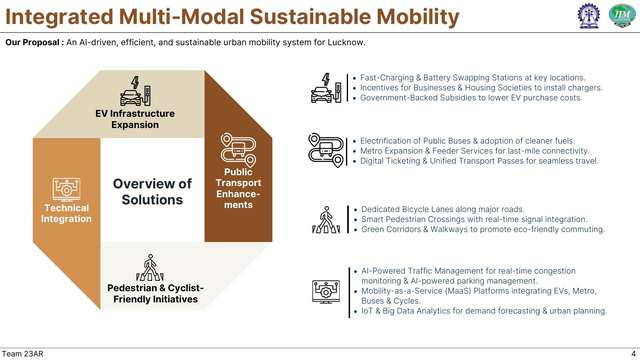 Integrated Multi-Modal Sustainable Mobility
Our Proposal : An AI-driven, efficient, and sustainable urban mobility system for Lucknow.
EV Infrastructure
Expansion
Technical
Integration
Overview of
Solutions
Public
Transport
Enhance-
ments
Pedestrian & Cyclist-
Friendly Initiatives
• Fast-Charging & Battery Swapping Stations at key locations.
• Incentives for Businesses & Housing Societies to install chargers.
• Government-Backed Subsidies to lower EV purchase costs.
• Electrification of Public Buses & adoption of cleaner fuels.
• Metro Expansion & Feeder Services for last-mile connectivity.
• Digital Ticketing & Unified Transport Passes for seamless travel.
• Dedicated Bicycle Lanes along major roads.
• Smart Pedestrian Crossings with real-time signal integration.
• Green Corridors & Walkways to promote eco-friendly commuting.
• AI-Powered Traffic Management for real-time congestion
monitoring & AI-powered parking management.
• Mobility-as-a-Service (MaaS) Platforms integrating EVs, Metro,
Buses & Cycles.
• IoT & Big Data Analytics for demand forecasting & urban planning.
Team 23AR
4